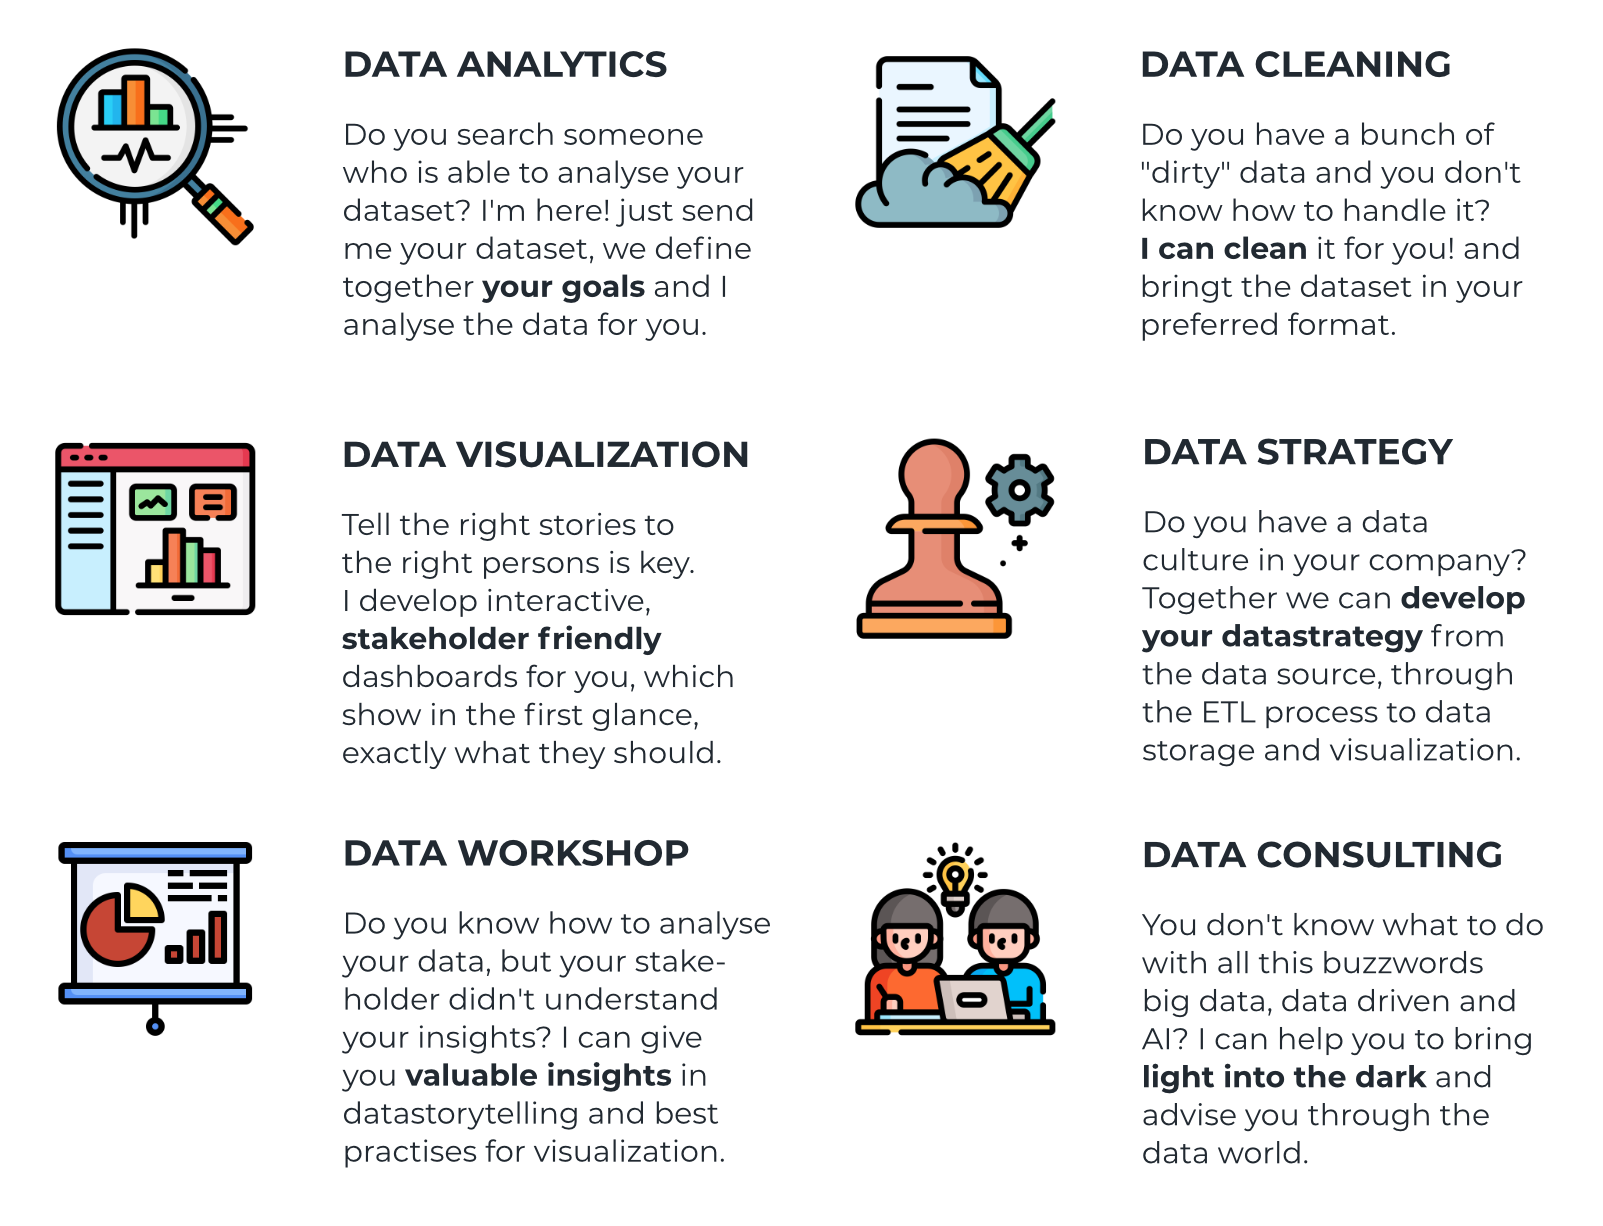 DATA ANALYTICS
Do you search someone
who is able to analyse your
dataset? I'm here! just send
me your dataset, we define
together your goals and I
analyse the data for you.
DATA CLEANING
Do you have a bunch of
"dirty" data and you don't
know how to handle it?
I can clean it for you! and
bringt the dataset in your
preferred format.
DATA VISUALIZATION
Tell the right stories to
the right persons is key.
I develop interactive,
stakeholder friendly
dashboards for you, which
show in the first glance,
exactly what they should.
DATA STRATEGY
Do you have a data
culture in your company?
Together we can develop
your datastrategy from
the data source, through
the ETL process to data
storage and visualization.
DATA WORKSHOP
Do you know how to analyse
your data, but your stake-
holder didn't understand
your insights? I can give
you valuable insights in
datastorytelling and best
practises for visualization.
DATA CONSULTING
You don't know what to do
with all this buzzwords
big data, data driven and
AI? I can help you to bring
light into the dark and
advise you through the
data world.